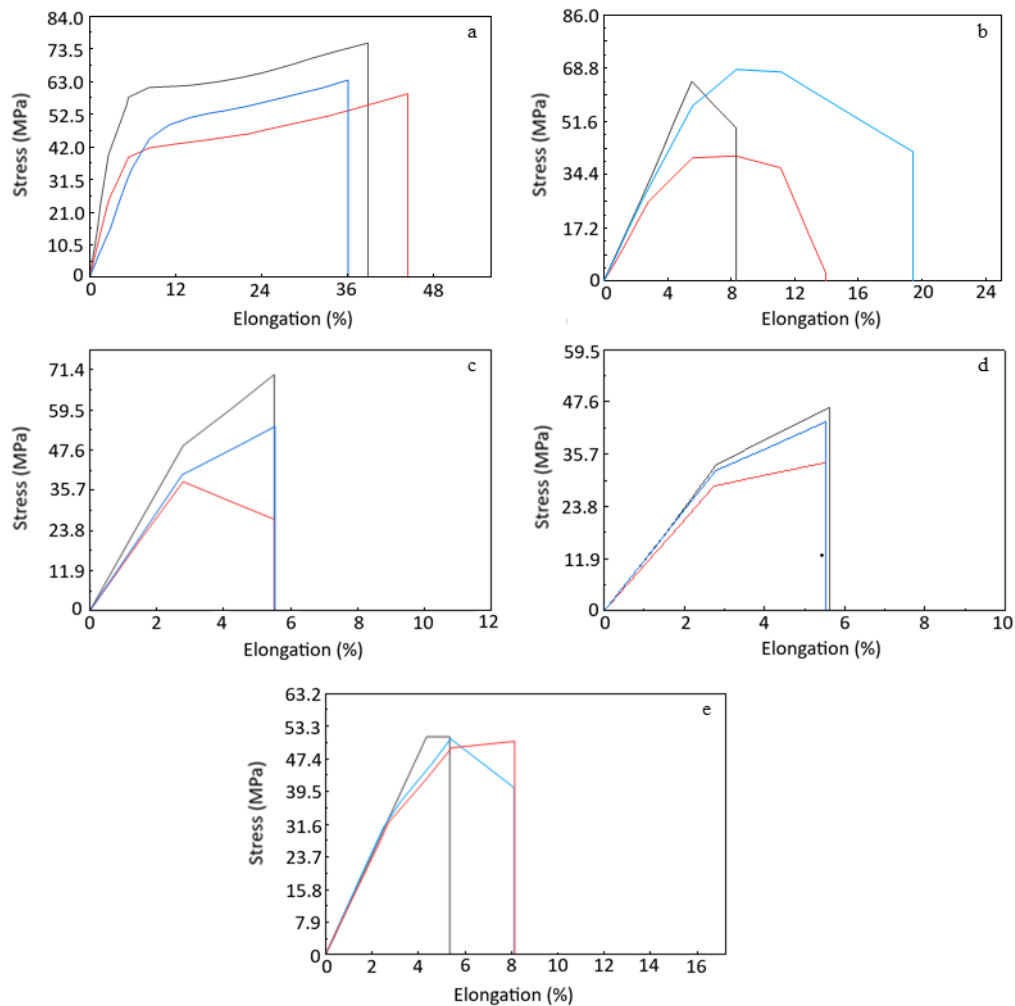 a
Stress (MPa)
84.0
73.5
63.0
52.5
42.0
31.5
21.0
10.5
0
0 12 24 36 48
Elongation (%)
b
Stress (MPa)
86.0
68.8
51.6
34.4
17.2
0
0 4 8 12 16 20 24
Elongation (%)
c
Stress (MPa)
71.4
59.5
47.6
35.7
23.8
11.9
0
0 2 4 6 8 10 12
Elongation (%)
d
Stress (MPa)
59.5
47.6
35.7
23.8
11.9
0
0 2 4 6 8 10
Elongation (%)
e
Stress (MPa)
63.2
53.3
47.4
39.5
31.6
23.7
15.8
7.9
0
0 2 4 6 8 10 12 14 16
Elongation (%)